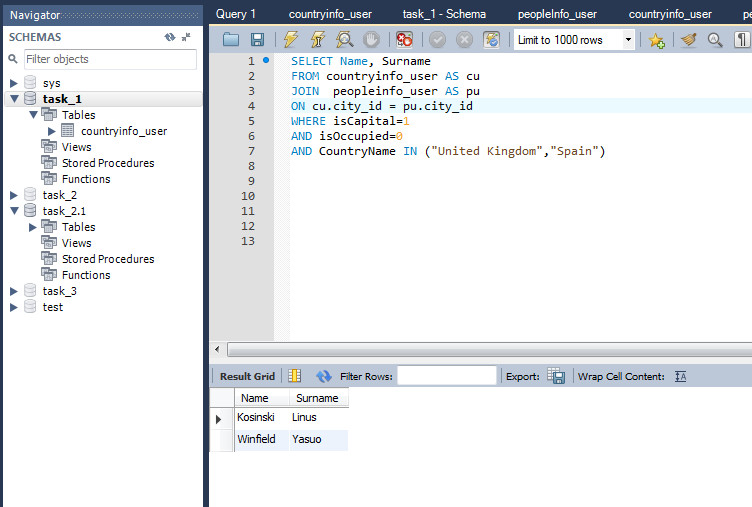 Navigator
SCHEMAS
Filter objects
sys
task_1
Tables
countryinfo_user
Views
Stored Procedures
Functions
task_2
task_2.1
Tables
Views
Stored Procedures
Functions
task_3
test
Query 1 countryinfo_user task_1 - Schema peopleInfo_user countryinfo_user peopleinfo_user
Limit to 1000 rows
1 SELECT Name, Surname
2 FROM countryinfo_user AS cu
3 JOIN peopleinfo_user AS pu
4 ON cu.city_id = pu.city_id
5 WHERE isCapital=1
6 AND isOccupied=0
7 AND CountryName IN ("United Kingdom","Spain")
8
9
10
11
12
13
Result Grid Filter Rows: Export: Wrap Cell Content:
Name Surname
Kosinski Linus
Winfield Yasuo